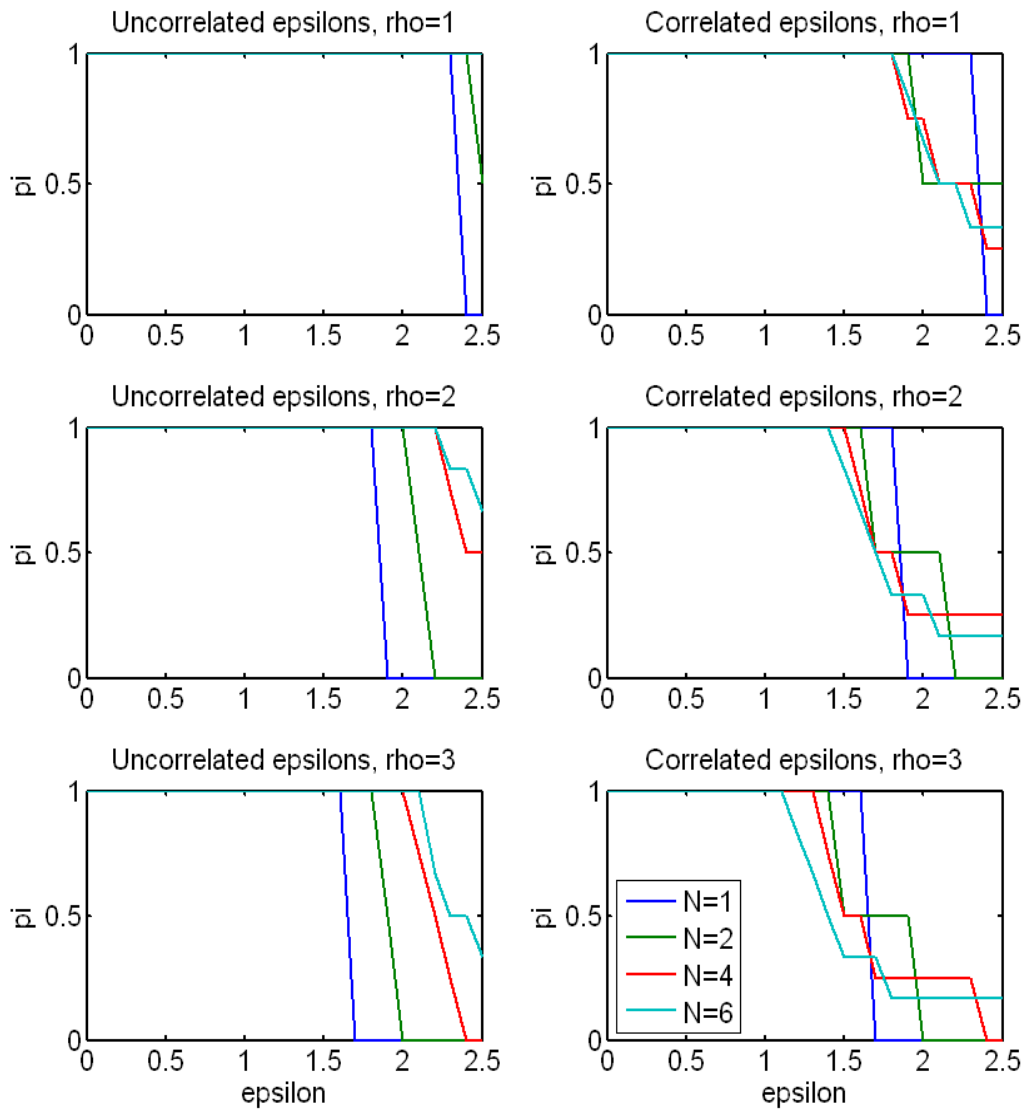 Uncorrelated epsilons, rho=1
Correlated epsilons, rho=1
1
0.5
0
pi
0 0.5 1 1.5 2 2.5
1
0.5
0
pi
0 0.5 1 1.5 2 2.5
Uncorrelated epsilons, rho=2
Correlated epsilons, rho=2
1
0.5
0
pi
0 0.5 1 1.5 2 2.5
1
0.5
0
pi
0 0.5 1 1.5 2 2.5
Uncorrelated epsilons, rho=3
Correlated epsilons, rho=3
1
0.5
0
pi
0 0.5 1 1.5 2 2.5
epsilon
1
0.5
0
pi
N=1
N=2
N=4
N=6
0 0.5 1 1.5 2 2.5
epsilon